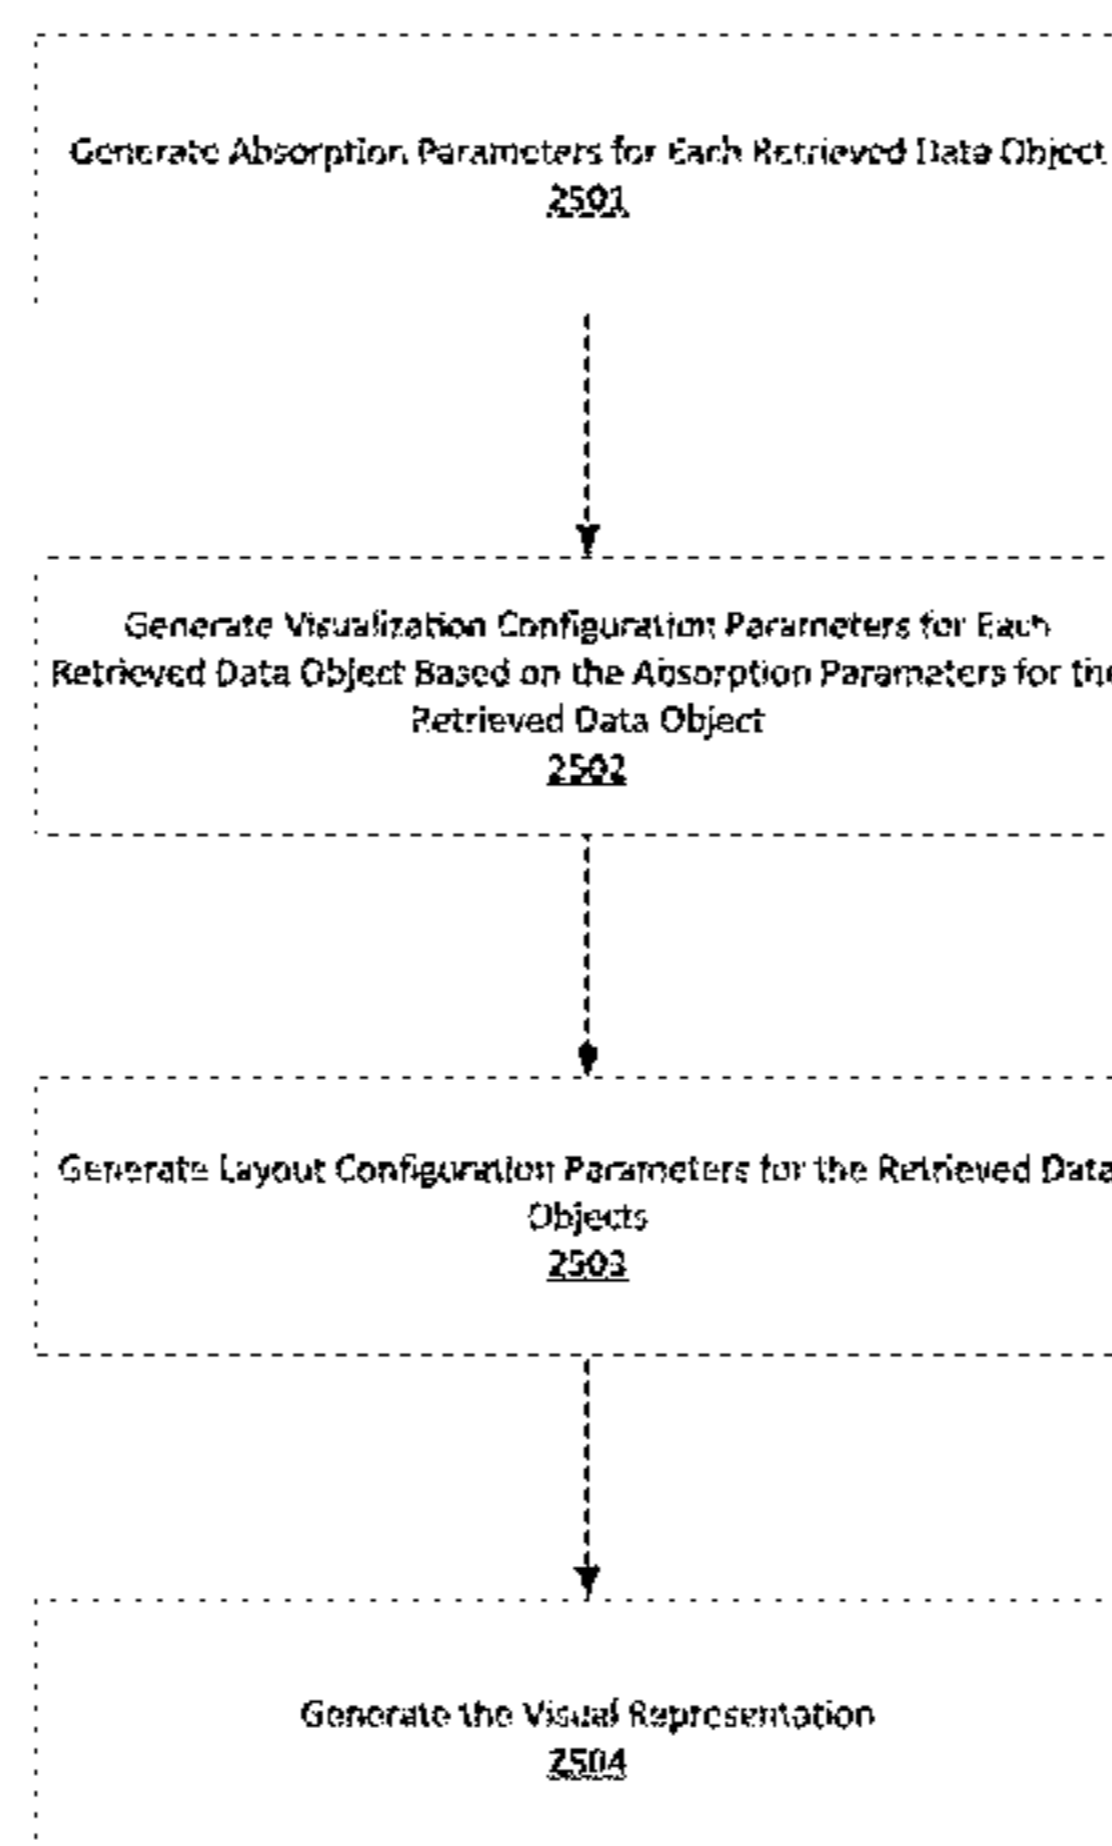 Generate Absorption Parameters for Each Retrieved Data Object
2501
Generate Visualization Configuration Parameters for Each
Retrieved Data Object Based on the Absorption Parameters for the
Retrieved Data Object
2502
Generate Layout Configuration Parameters for the Retrieved Data
Objects
2503
Generate the Visual Representation
2504